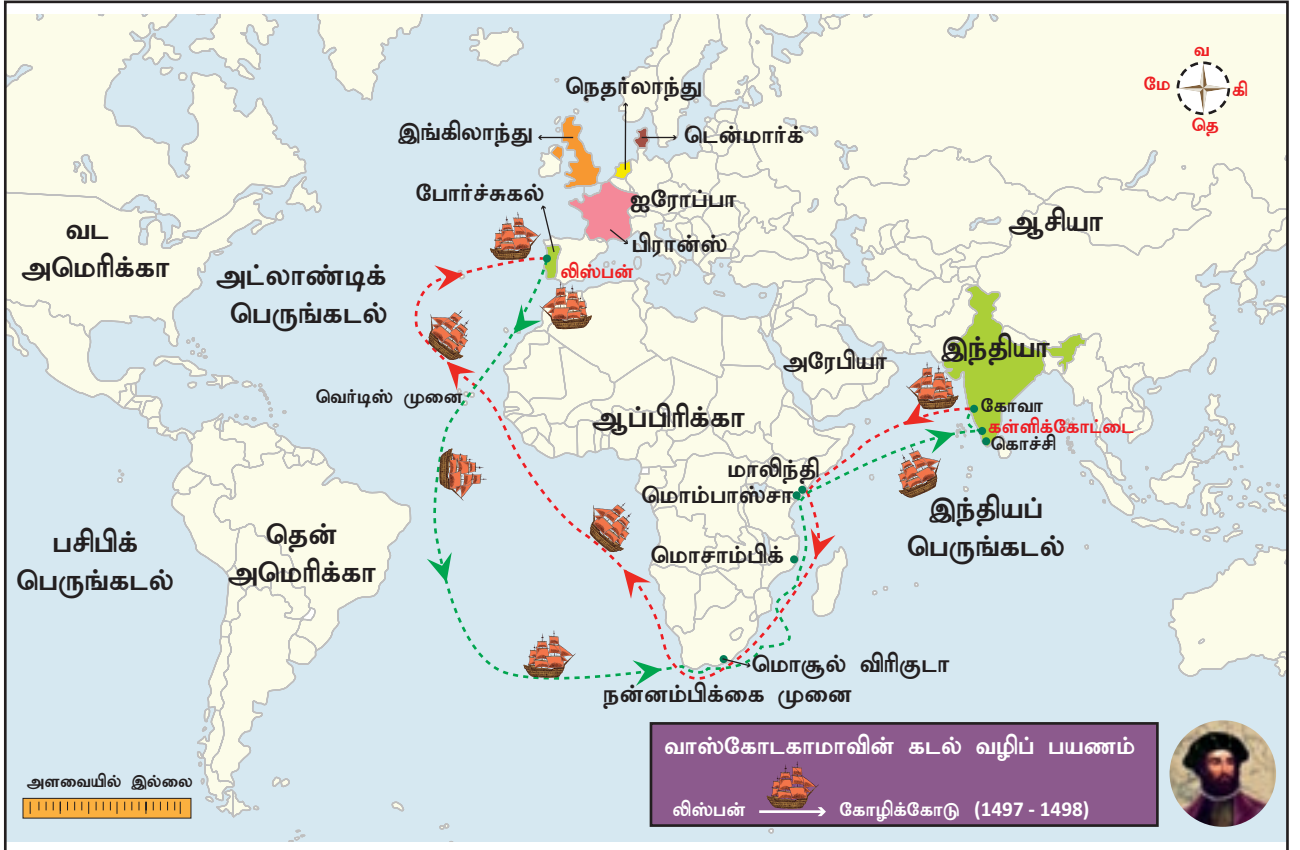 வ
மே
கி
தெ
நெதர்லாந்து
இங்கிலாந்து
டென்மார்க்
போர்ச்சுகல்
ஐரோப்பா
பிரான்ஸ்
ஆசியா
வட
அமெரிக்கா
அட்லாண்டிக்
பெருங்கடல்
லிஸ்பன்
இந்தியா
அரேபியா
வெர்டிஸ் முனை
ஆப்பிரிக்கா
கோவா
கள்ளிக்கோட்டை
கொச்சி
மாலிந்தி
மொம்பாஸ்சா
இந்தியப்
பெருங்கடல்
பசிபிக்
பெருங்கடல்
தென்
அமெரிக்கா
மொசாம்பிக்
மொசூல் விரிகுடா
நன்னம்பிக்கை முனை
வாஸ்கோடகாமாவின் கடல் வழிப் பயணம்
லிஸ்பன் கோழிக்கோடு (1497 - 1498)
அளவையில் இல்லை